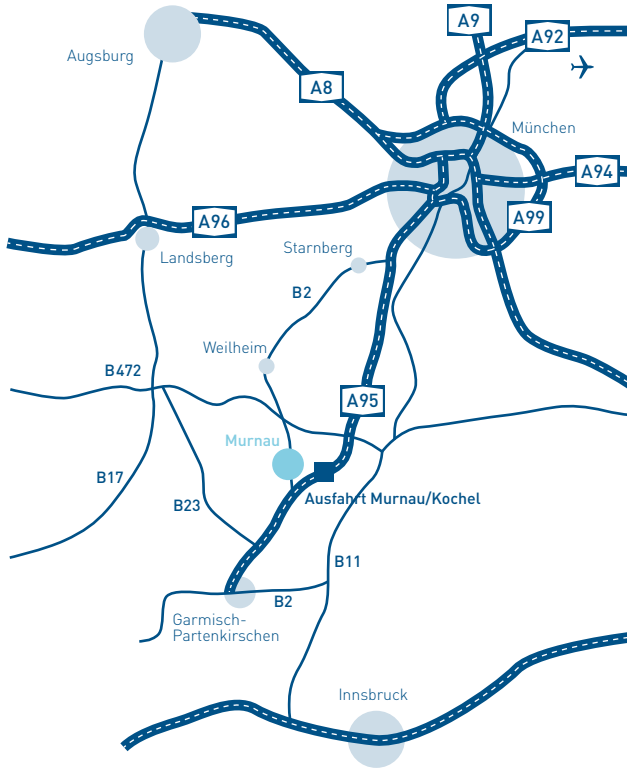 A9
A92
Augsburg
A8
München
A94
A96
A99
Starnberg
Landsberg
B2
Weilheim
B472
A95
Murnau
B17
Ausfahrt Murnau/Kochel
B23
B11
B2
Garmisch-
Partenkirschen
Innsbruck